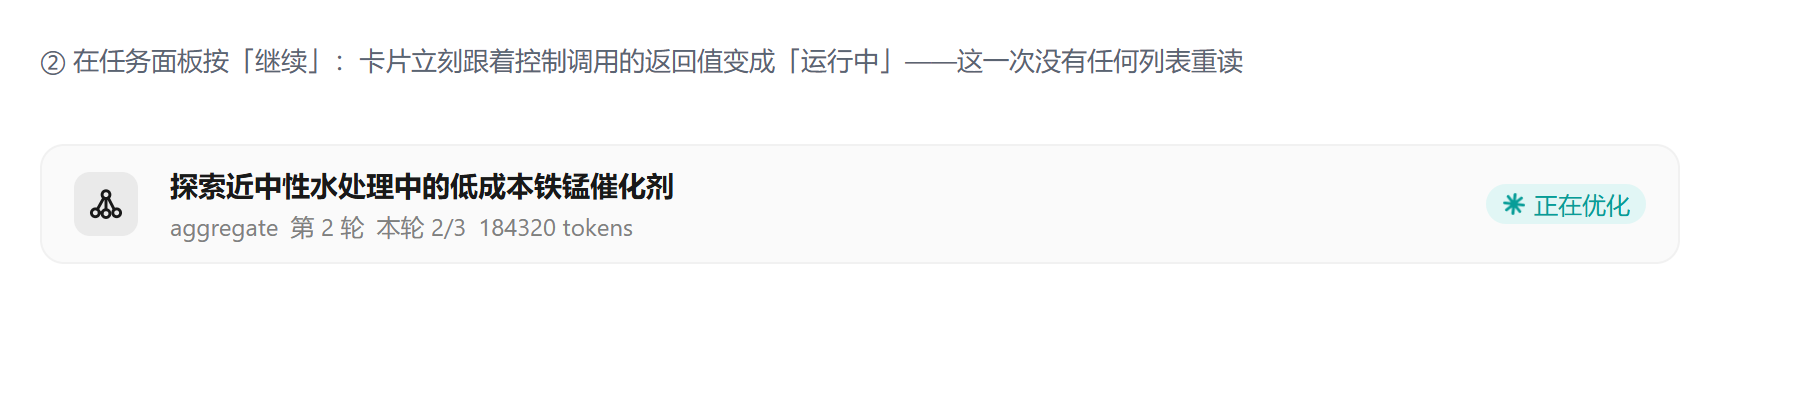 ② 在任务面板按「继续」：卡片立刻跟着控制调用的返回值变成「运行中」——这一次没有任何列表重读
探索近中性水处理中的低成本铁锰催化剂
aggregate 第 2 轮 本轮 2/3 184320 tokens
正在优化